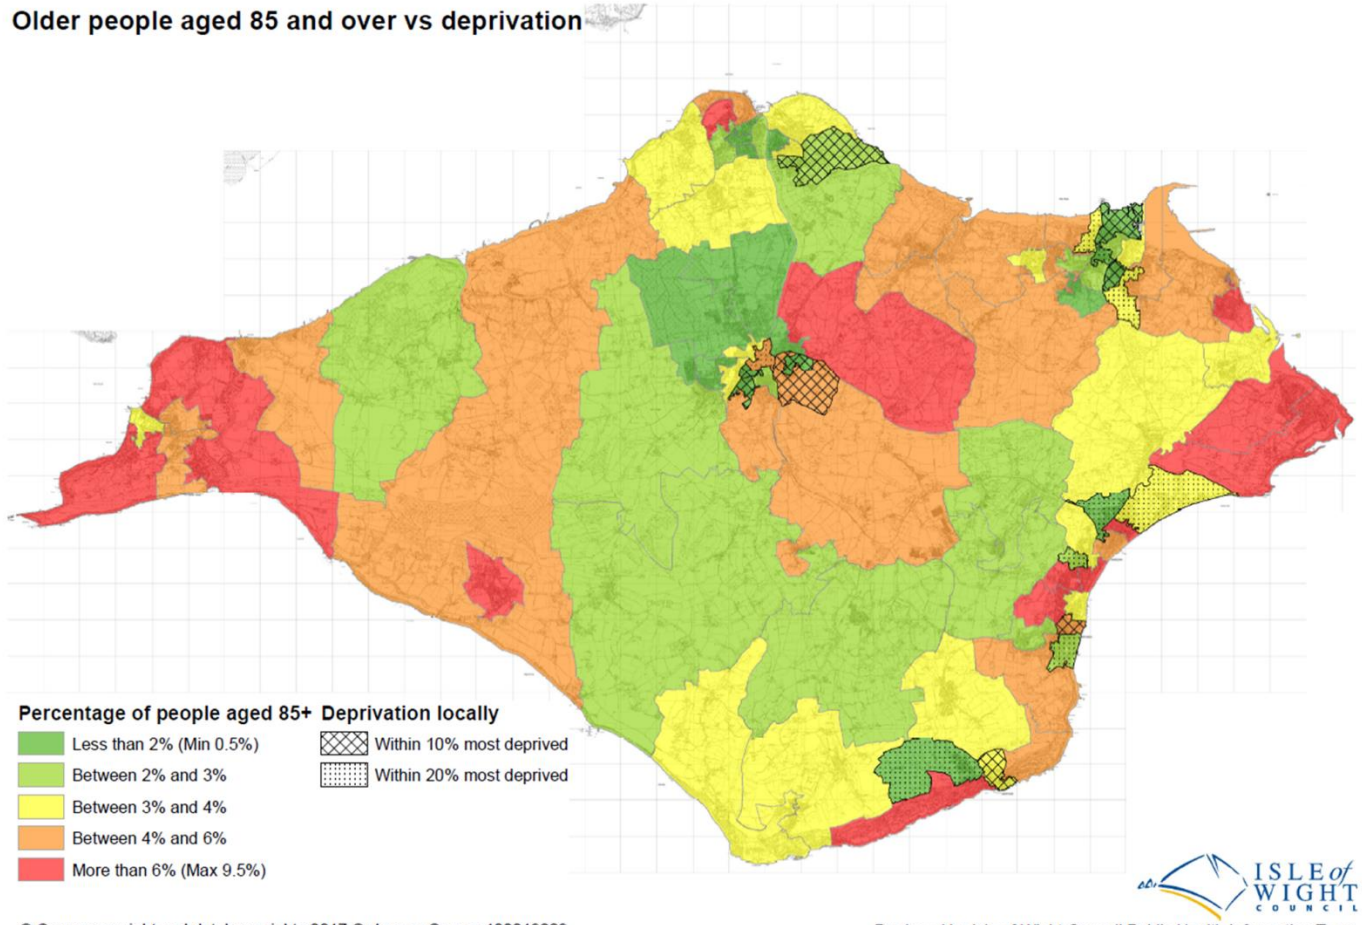 Older people aged 85 and over vs deprivation
Percentage of people aged 85+
Less than 2% (Min 0.5%)
Between 2% and 3%
Between 3% and 4%
Between 4% and 6%
More than 6% (Max 9.5%)
Deprivation locally
Within 10% most deprived
Within 20% most deprived
ISLE of
WIGHT
COUNCIL